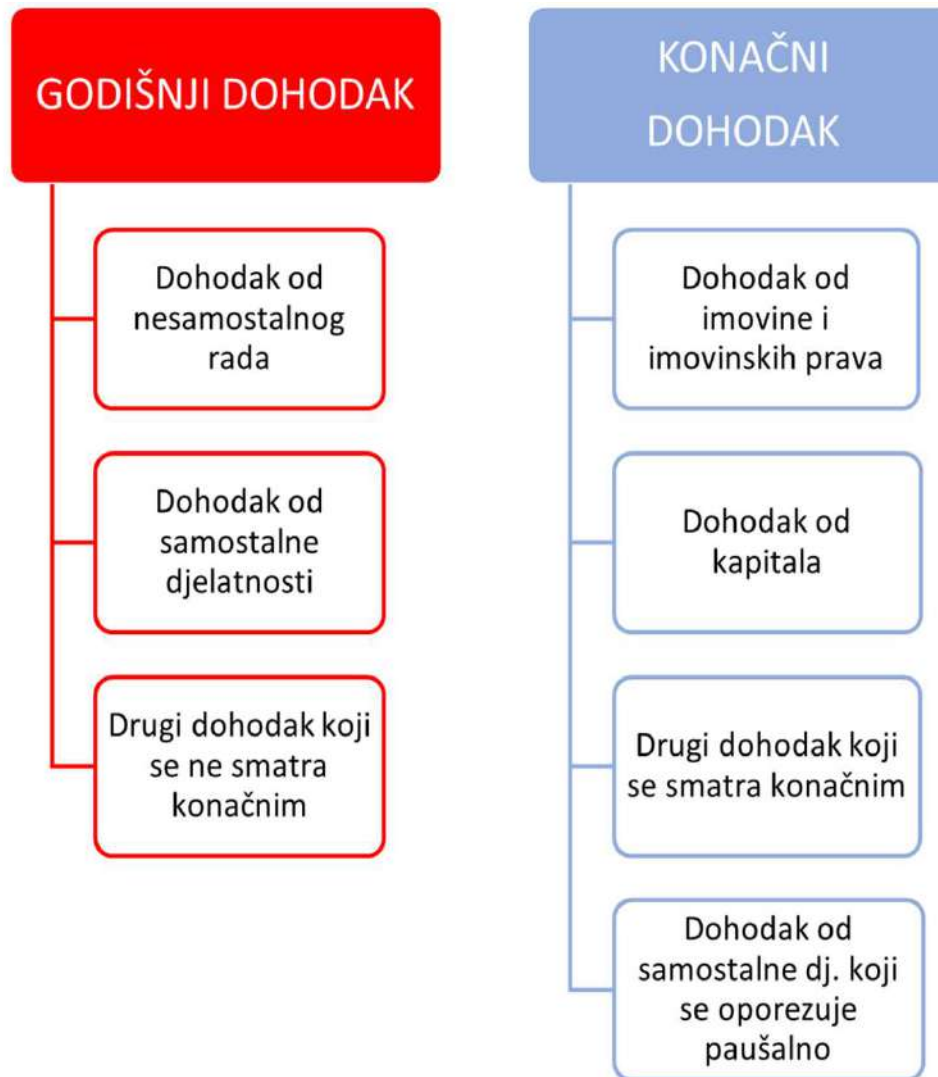 GODIŠNJI DOHODAK
Dohodak od
nesamostalnog
rada
Dohodak od
samostalne
djelatnosti
Drugi dohodak koji
se ne smatra
konačnim
KONAČNI
DOHODAK
Dohodak od
imovine i
imovinskih prava
Dohodak od
kapitala
Drugi dohodak koji
se smatra konačnim
Dohodak od
samostalne dj. koji
se oporezuje
paušalno